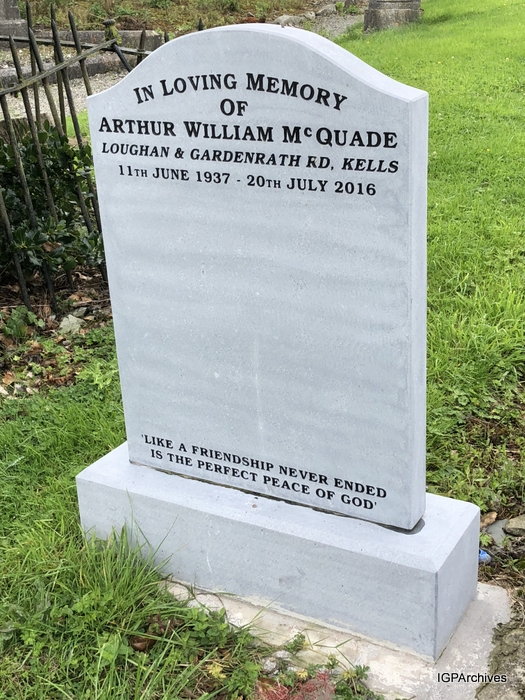 IN LOVING MEMORY
OF
ARTHUR WILLIAM McQUADE
LOUGHAN & GARDENRATH RD, KELLS
11TH JUNE 1937 - 20TH JULY 2016
'LIKE A FRIENDSHIP NEVER ENDED
IS THE PERFECT PEACE OF GOD'
IGPArchives